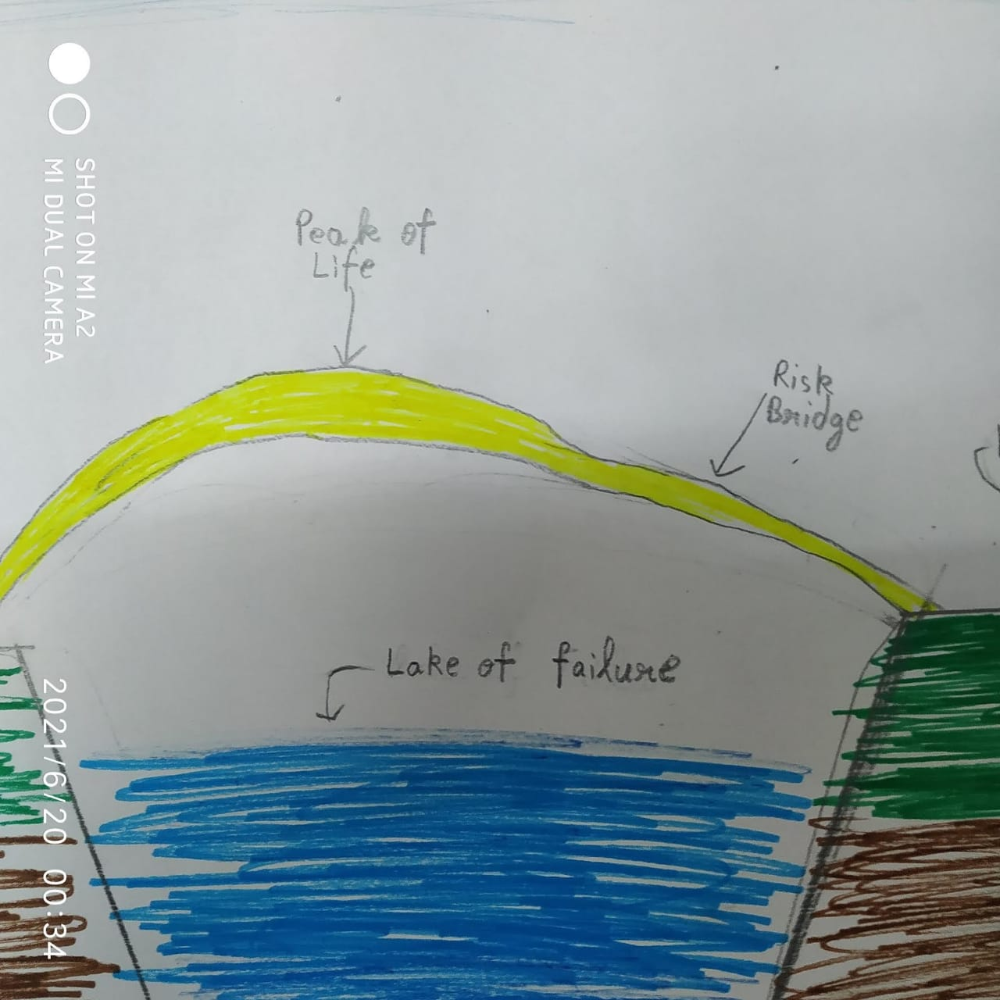 SHOT ON MI A2
MI DUAL CAMERA
Peak of
Life
Risk
Bridge
Lake of failure
2021/6/20 00:34